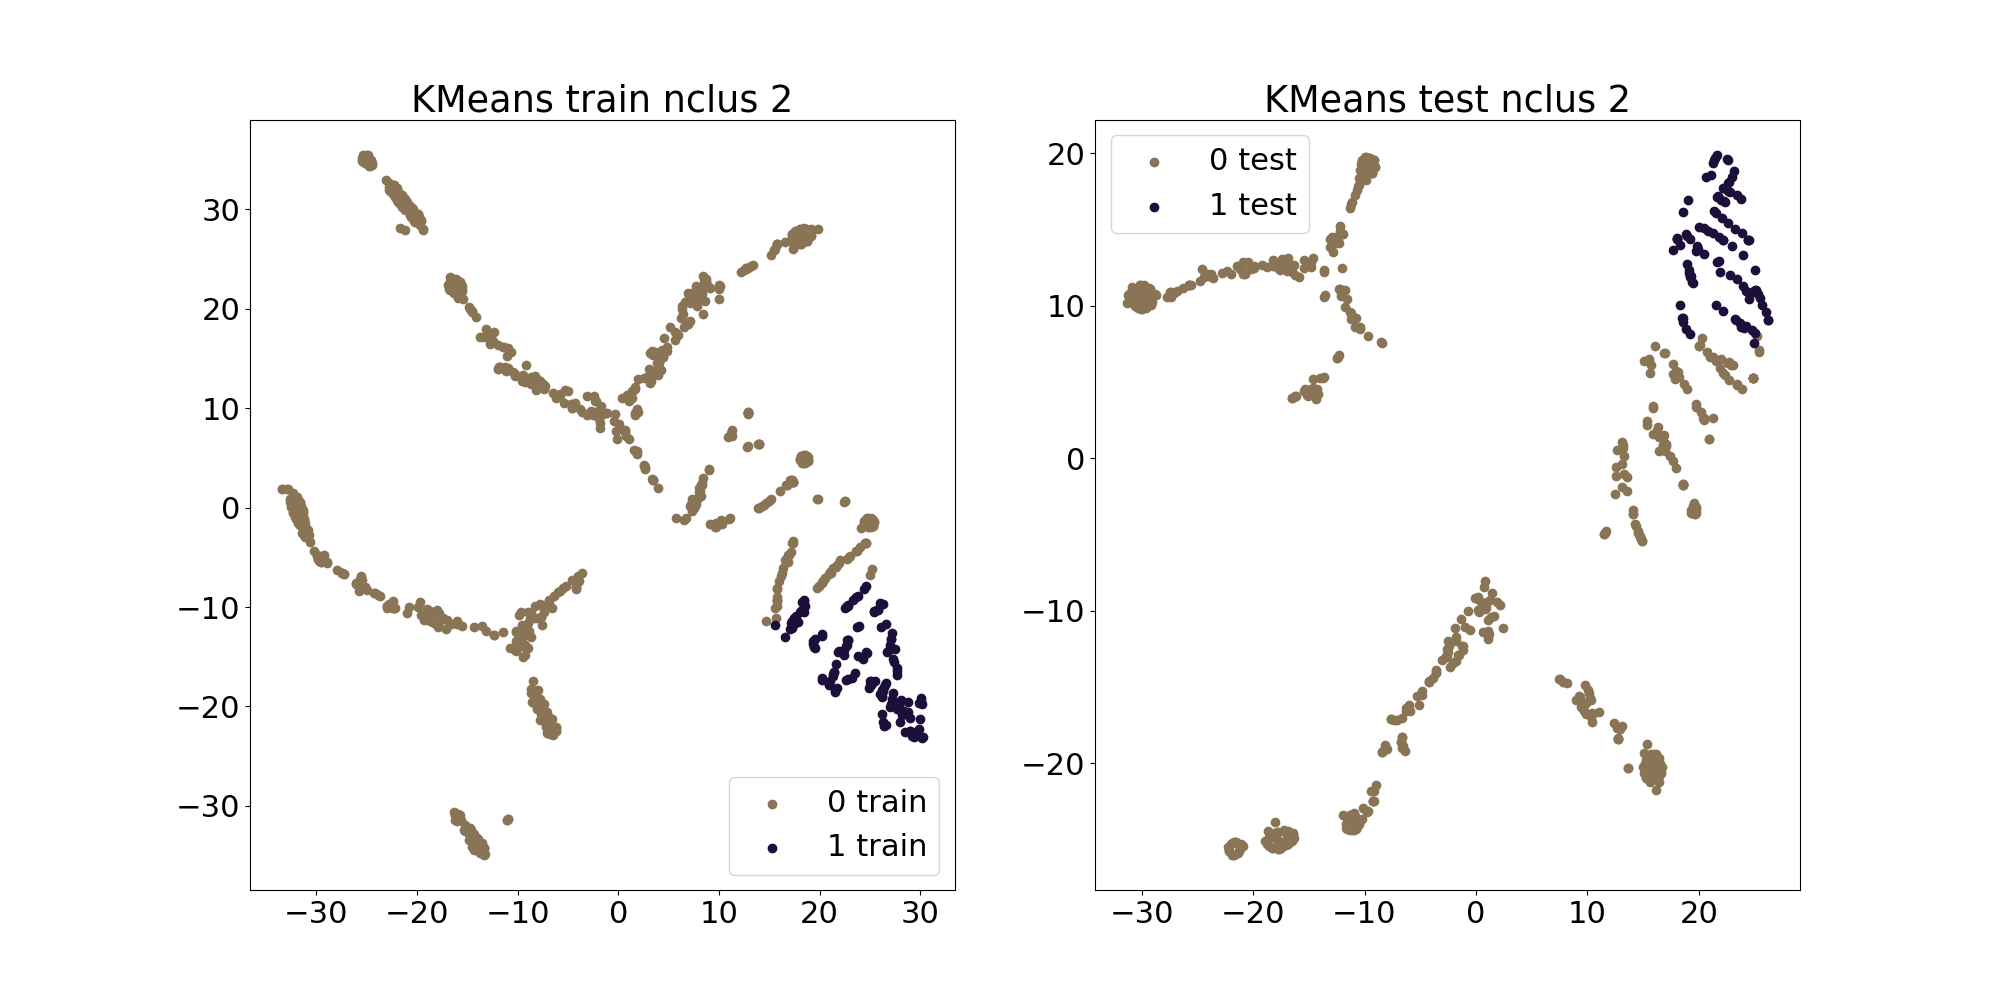 KMeans train nclus 2
30
20
10
0
−10
−20
−30
−30 −20 −10 0 10 20 30
0 train
1 train
KMeans test nclus 2
20
10
0
−10
−20
−30 −20 −10 0 10 20
0 test
1 test